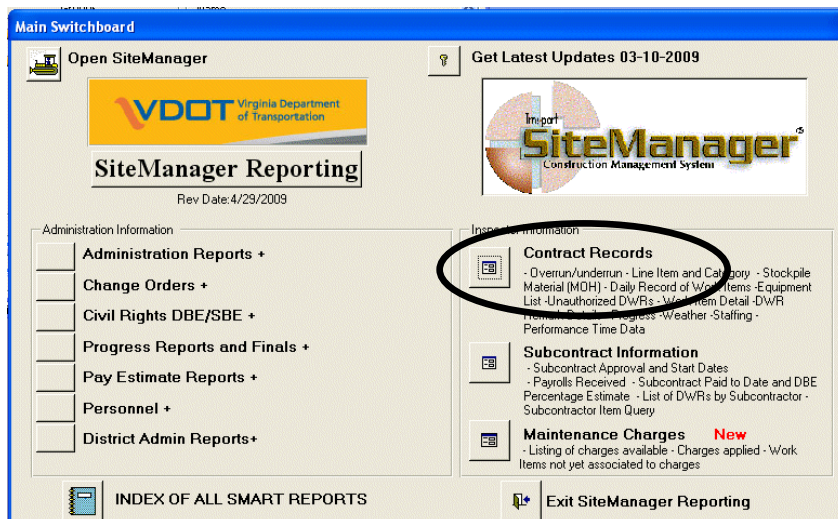 Main Switchboard
Open SiteManager
Get Latest Updates 03-10-2009
VDOT Virginia Department
of Transportation
Transport
SiteManager®
Construction Management System
SiteManager Reporting
Rev Date:4/29/2009
Administration Information
Administration Reports +
Change Orders +
Civil Rights DBE/SBE +
Progress Reports and Finals +
Pay Estimate Reports +
Personnel +
District Admin Reports+
Inspector Information
Contract Records
- Overrun/underrun - Line Item and Category - Stockpile
Material (MOH) - Daily Record of Work Items -Equipment
List -Unauthorized DWRs - Work Item Detail -DWR
Remark Details - Progress -Weather -Staffing -
Performance Time Data
Subcontract Information
- Subcontract Approval and Start Dates
- Payrolls Received - Subcontract Paid to Date and DBE
Percentage Estimate - List of DWRs by Subcontractor -
Subcontractor Item Query
Maintenance Charges New
- Listing of charges available - Charges applied - Work
Items not yet associated to charges
INDEX OF ALL SMART REPORTS
Exit SiteManager Reporting